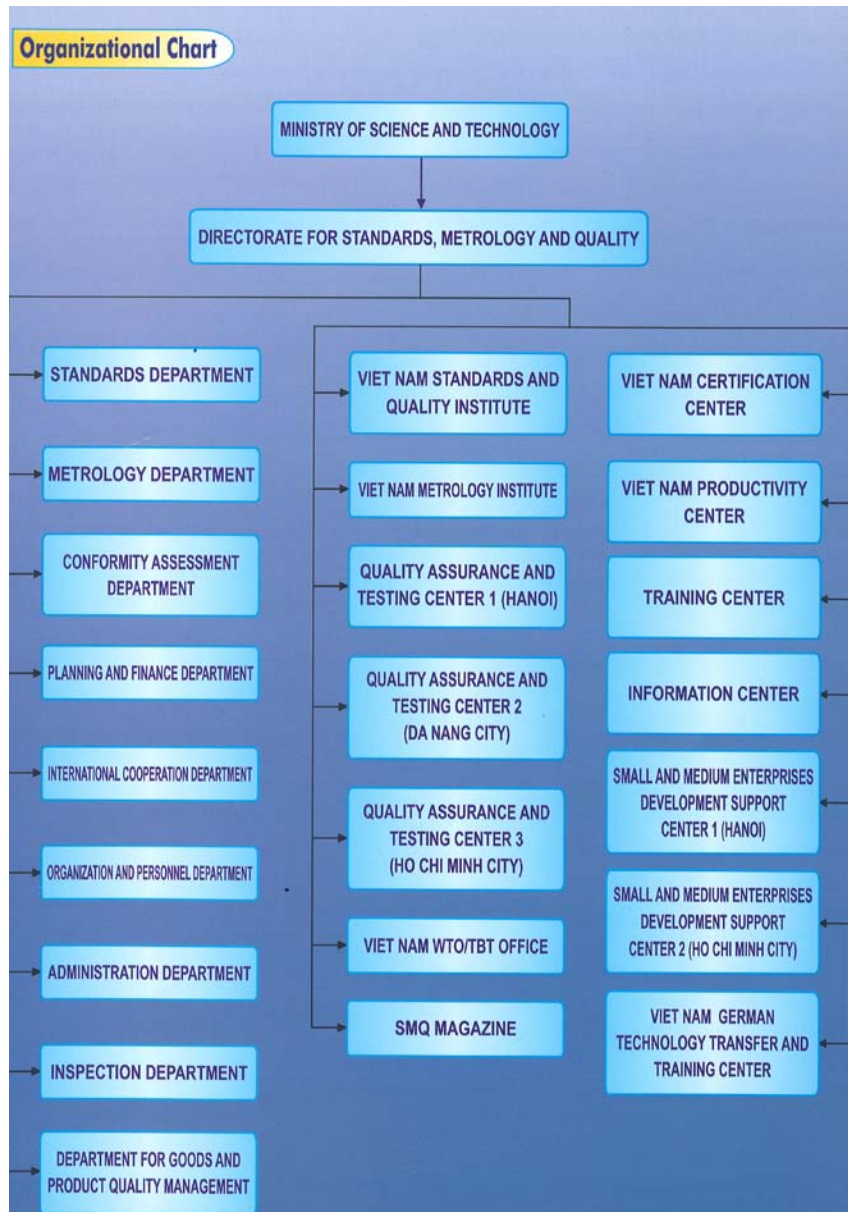 Organizational Chart
MINISTRY OF SCIENCE AND TECHNOLOGY
DIRECTORATE FOR STANDARDS, METROLOGY AND QUALITY
STANDARDS DEPARTMENT
METROLOGY DEPARTMENT
CONFORMITY ASSESSMENT
DEPARTMENT
PLANNING AND FINANCE DEPARTMENT
INTERNATIONAL COOPERATION DEPARTMENT
ORGANIZATION AND PERSONNEL DEPARTMENT
ADMINISTRATION DEPARTMENT
INSPECTION DEPARTMENT
DEPARTMENT FOR GOODS AND
PRODUCT QUALITY MANAGEMENT
VIET NAM STANDARDS AND
QUALITY INSTITUTE
VIET NAM METROLOGY INSTITUTE
QUALITY ASSURANCE AND
TESTING CENTER 1 (HANOI)
QUALITY ASSURANCE AND
TESTING CENTER 2
(DA NANG CITY)
QUALITY ASSURANCE AND
TESTING CENTER 3
(HO CHI MINH CITY)
VIET NAM WTO/TBT OFFICE
SMQ MAGAZINE
VIET NAM CERTIFICATION
CENTER
VIET NAM PRODUCTIVITY
CENTER
TRAINING CENTER
INFORMATION CENTER
SMALL AND MEDIUM ENTERPRISES
DEVELOPMENT SUPPORT
CENTER 1 (HANOI)
SMALL AND MEDIUM ENTERPRISES
DEVELOPMENT SUPPORT
CENTER 2 (HO CHI MINH CITY)
VIET NAM GERMAN
TECHNOLOGY TRANSFER AND
TRAINING CENTER